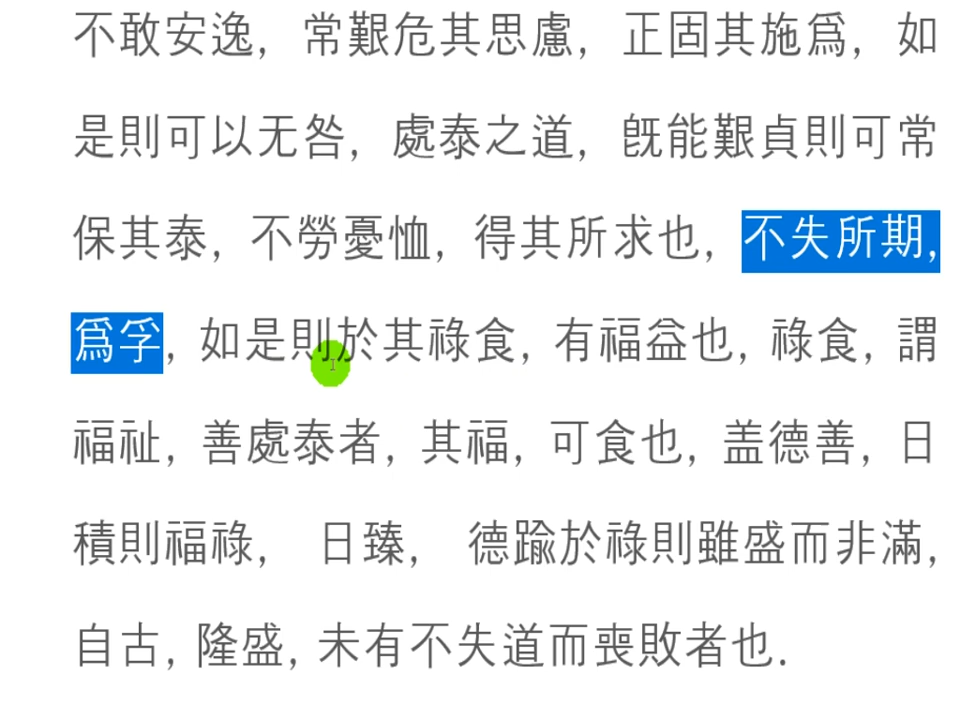 不敢安逸, 常艱危其思慮, 正固其施爲, 如
是則可以无咎, 處泰之道, 旣能艱貞則可常
保其泰, 不勞憂恤, 得其所求也, 不失所期,
爲孚, 如是則於其祿食, 有福益也, 祿食, 謂
福祉, 善處泰者, 其福, 可食也, 盖德善, 日
積則福祿, 日臻, 德踰於祿則雖盛而非滿,
自古, 隆盛, 未有不失道而喪敗者也.